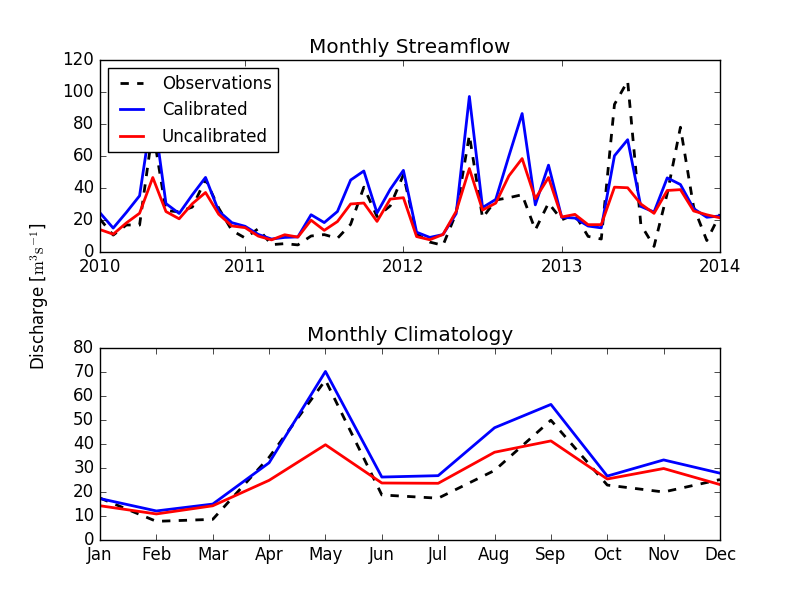 Monthly Streamflow
120
100
80
60
40
20
0
Observations
Calibrated
Uncalibrated
2010 2011 2012 2013 2014
Discharge [m³s⁻¹]
Monthly Climatology
80
70
60
50
40
30
20
10
0
Jan Feb Mar Apr May Jun Jul Aug Sep Oct Nov Dec